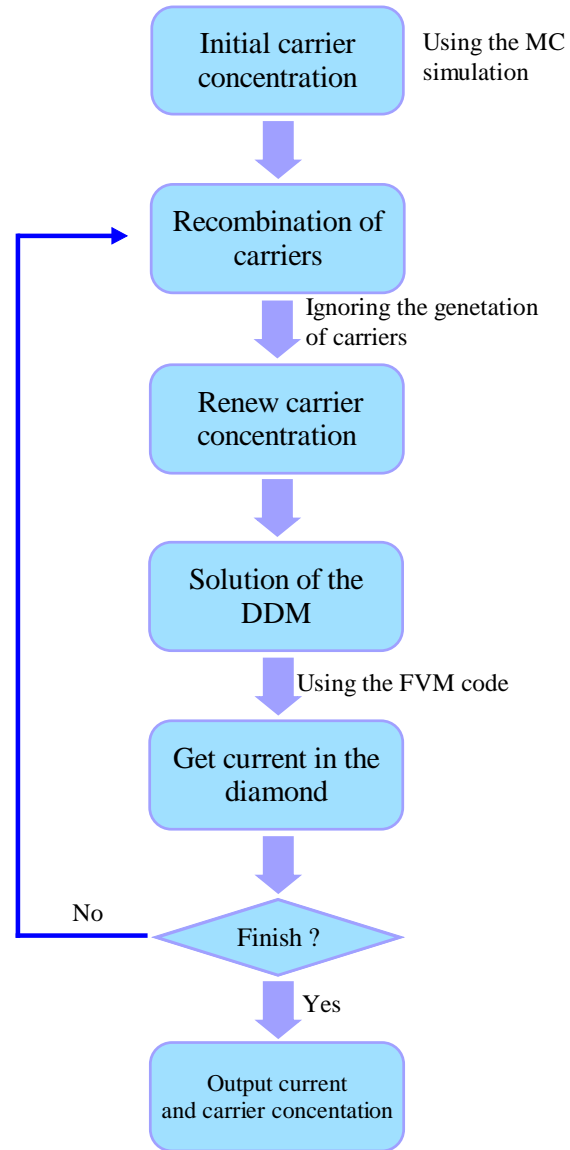 Initial carrier
concentration
Using the MC
simulation
Recombination of
carriers
Ignoring the genetation
of carriers
Renew carrier
concentration
Solution of the
DDM
Using the FVM code
Get current in the
diamond
No
Finish ?
Yes
Output current
and carrier concentation